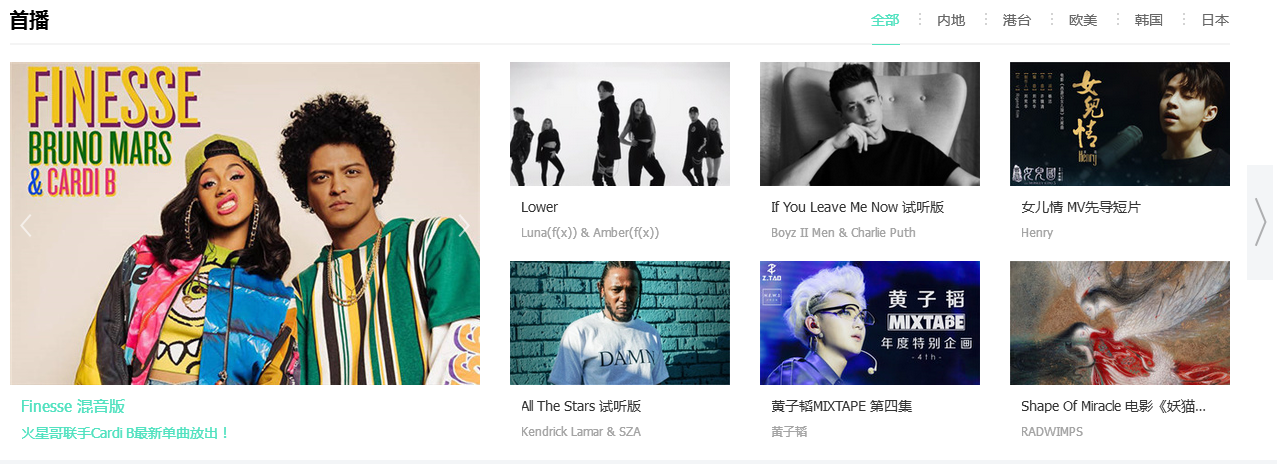 首播
全部
内地
港台
欧美
韩国
日本
FINESSE
BRUNO MARS
& CARDI B
Finesse 混音版
火星哥联手Cardi B最新单曲放出！
Lower
Luna(f(x)) & Amber(f(x))
If You Leave Me Now 试听版
Boyz II Men & Charlie Puth
女兒情
Henry
女儿國
女儿情 MV先导短片
Henry
DAMN
All The Stars 试听版
Kendrick Lamar & SZA
Z.TAO
黄子韬
MIXTAPE
年度特别企画
- 4th -
黄子韬MIXTAPE 第四集
黄子韬
Shape Of Miracle 电影《妖猫...
RADWIMPS